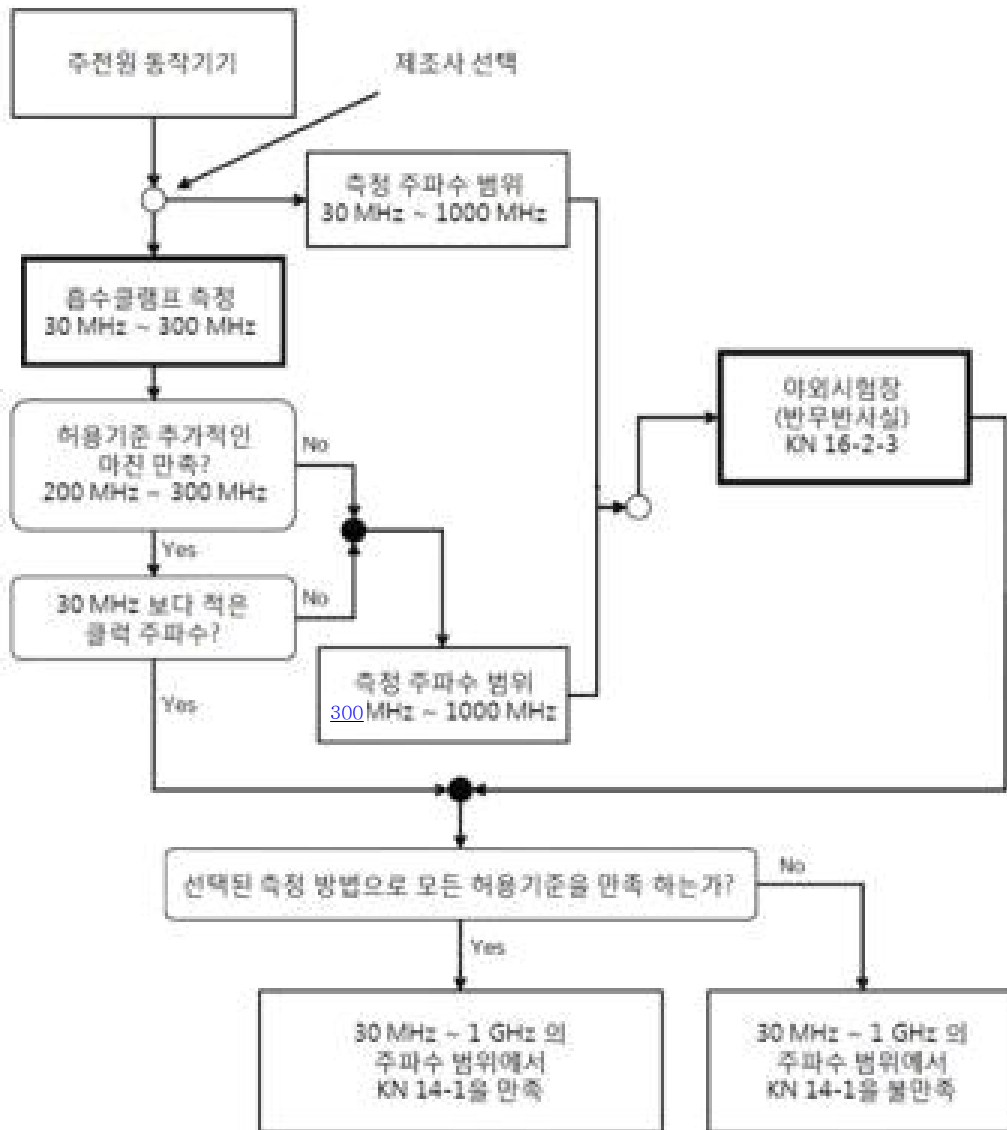 주전원 동작기기
제조사 선택
측정 주파수 범위
30 MHz ~ 1000 MHz
흡수클램프 측정
30 MHz ~ 300 MHz
허용기준 추가적인
마진 만족?
200 MHz ~ 300 MHz
No
Yes
30 MHz 보다 적은
클럭 주파수?
No
Yes
측정 주파수 범위
300 MHz ~ 1000 MHz
야외시험장
(반무반사실)
KN 16-2-3
선택된 측정 방법으로 모든 허용기준을 만족 하는가?
No
Yes
30 MHz ~ 1 GHz 의
주파수 범위에서
KN 14-1을 만족
30 MHz ~ 1 GHz 의
주파수 범위에서
KN 14-1을 불만족